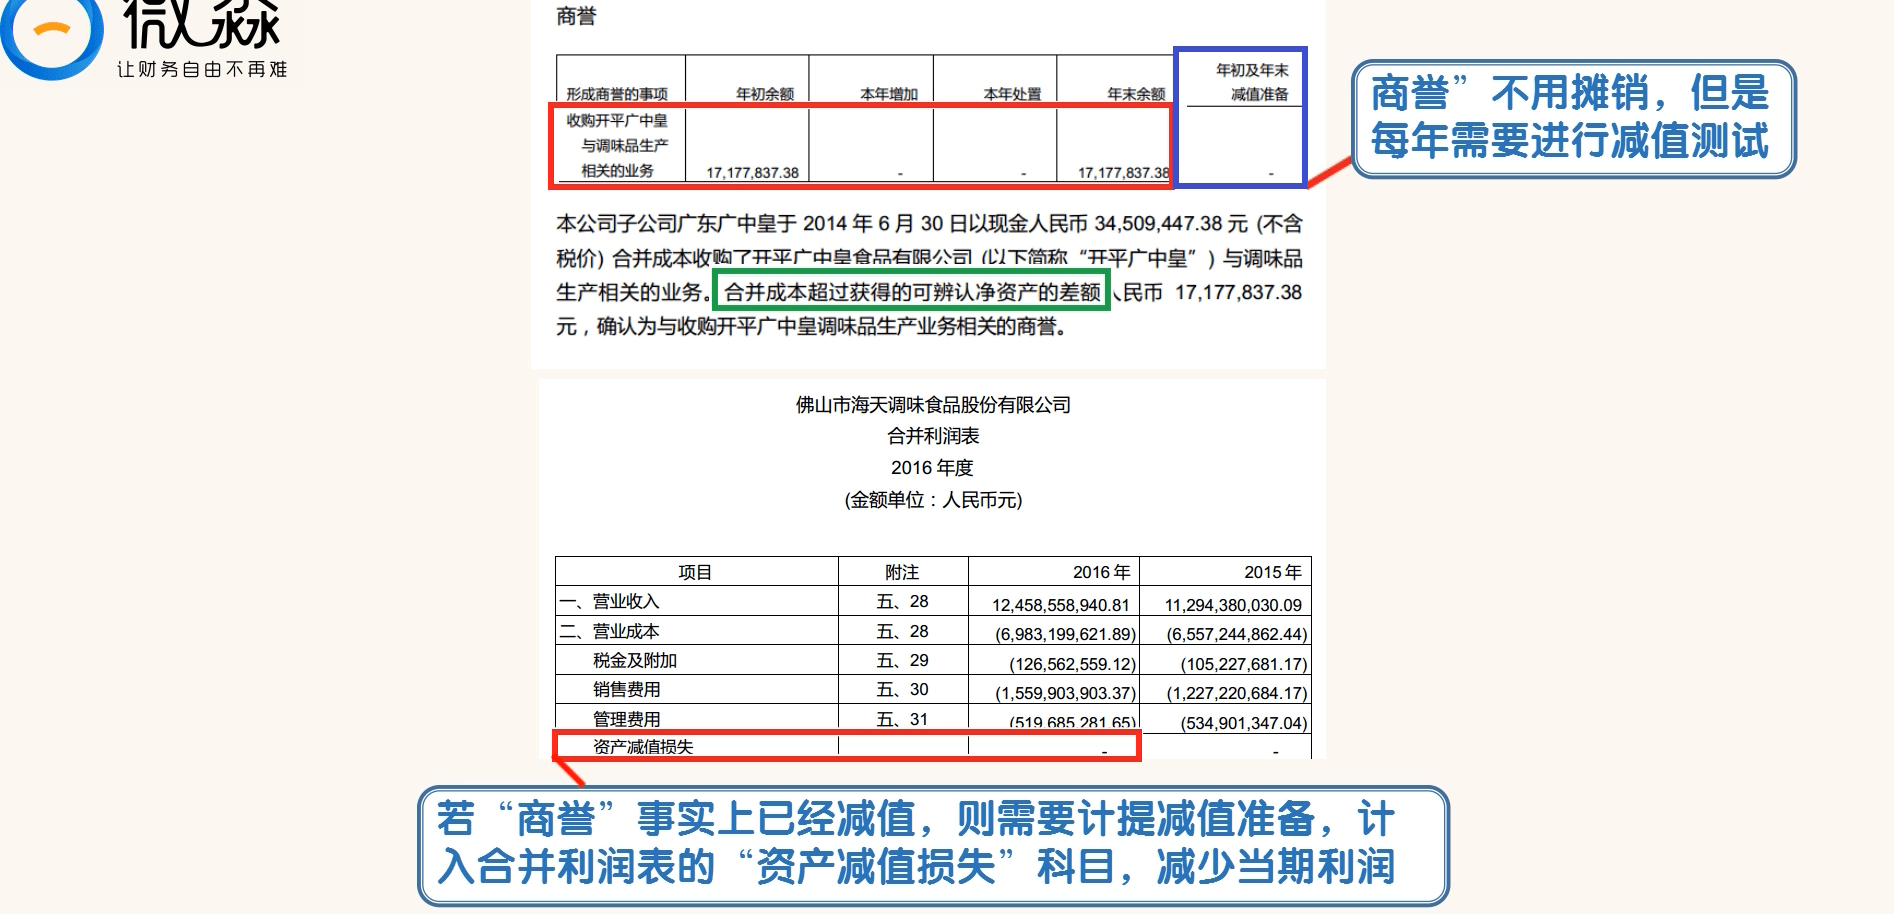 微淼
让财务自由不再难
商誉
形成商誉的事项 年初余额 本年增加 本年处置 年末余额 年初及年末减值准备
收购开平广中皇
与调味品生产
相关的业务 17,177,837.38 - - 17,177,837.38 -
商誉”不用摊销，但是
每年需要进行减值测试
本公司子公司广东广中皇于 2014 年 6 月 30 日以现金人民币 34,509,447.38 元 (不含
税价) 合并成本收购了开平广中皇食品有限公司 (以下简称“开平广中皇”) 与调味品
生产相关的业务。合并成本超过获得的可辨认净资产的差额人民币 17,177,837.38
元，确认为与收购开平广中皇调味品生产业务相关的商誉。
佛山市海天调味食品股份有限公司
合并利润表
2016 年度
(金额单位：人民币元)
项目 附注 2016 年 2015 年
一、营业收入 五、28 12,458,558,940.81 11,294,380,030.09
二、营业成本 五、28 (6,983,199,621.89) (6,557,244,862.44)
税金及附加 五、29 (126,562,559.12) (105,227,681.17)
销售费用 五、30 (1,559,903,903.37) (1,227,220,684.17)
管理费用 五、31 (519,685,281.65) (534,901,347.04)
资产减值损失 - -
若“商誉”事实上已经减值，则需要计提减值准备，计
入合并利润表的“资产减值损失”科目，减少当期利润